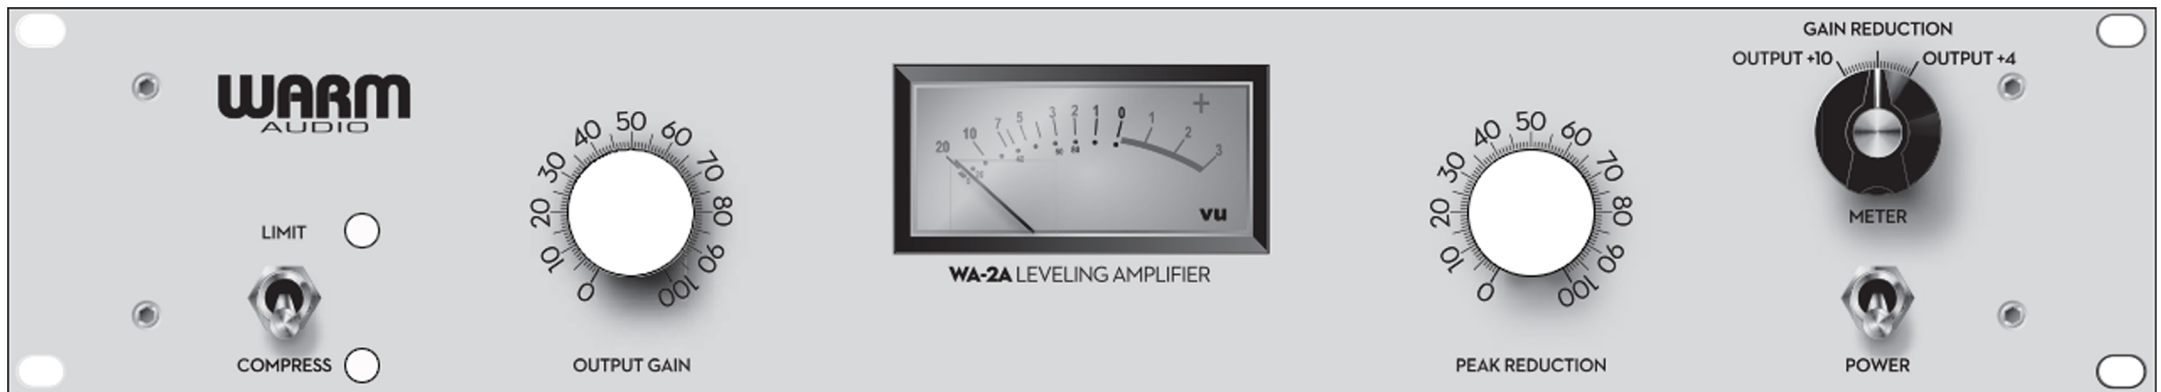 WARM
AUDIO
LIMIT
COMPRESS
0 10 20 30 40 50 60 70 80 90 100
OUTPUT GAIN
20 10 7 5 3 2 1 0 1 2 3
+
vu
WA-2A LEVELING AMPLIFIER
0 10 20 30 40 50 60 70 80 90 100
PEAK REDUCTION
GAIN REDUCTION
OUTPUT +10 OUTPUT +4
METER
POWER